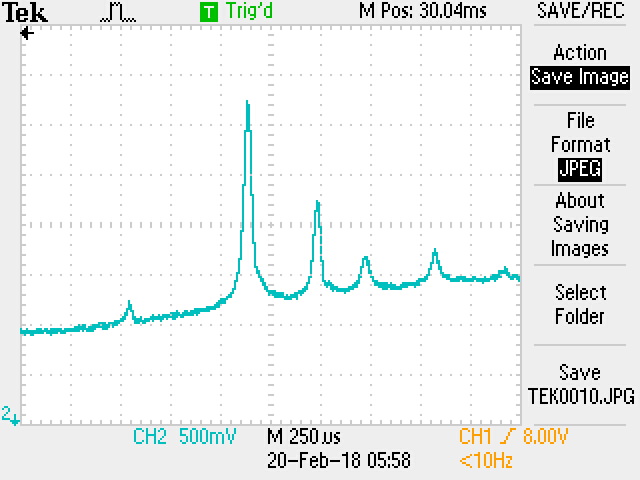 Tek T Trig'd M Pos: 30.04ms SAVE/REC
Action
Save Image
File
Format
JPEG
About
Saving
Images
Select
Folder
Save
TEK0010.JPG
2
CH2 500mV M 250µs CH1 8.00V
20-Feb-18 05:58 <10Hz